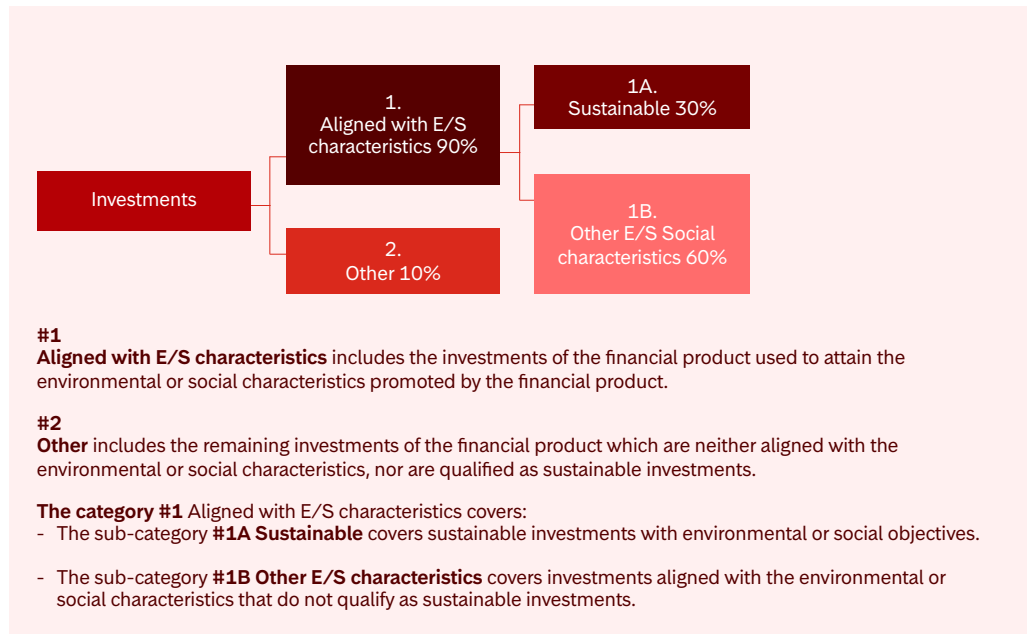 1.
Aligned with E/S
characteristics 90%
1A.
Sustainable 30%
Investments
1B.
Other E/S Social
characteristics 60%
2.
Other 10%
#1
Aligned with E/S characteristics includes the investments of the financial product used to attain the
environmental or social characteristics promoted by the financial product.
#2
Other includes the remaining investments of the financial product which are neither aligned with the
environmental or social characteristics, nor are qualified as sustainable investments.
The category #1 Aligned with E/S characteristics covers:
- The sub-category #1A Sustainable covers sustainable investments with environmental or social objectives.
- The sub-category #1B Other E/S characteristics covers investments aligned with the environmental or
social characteristics that do not qualify as sustainable investments.